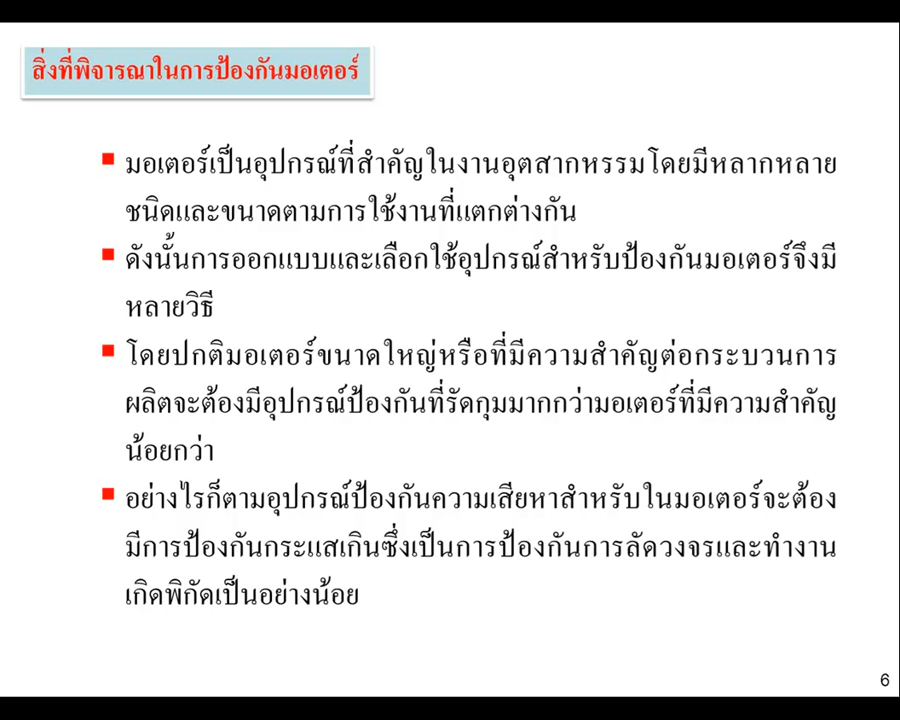 สิ่งที่พิจารณาในการป้องกันมอเตอร์
มอเตอร์เป็นอุปกรณ์ที่สำคัญในงานอุตสากหรรมโดยมีหลากหลาย
ชนิดและขนาดตามการใช้งานที่แตกต่างกัน
ดังนั้นการออกแบบและเลือกใช้อุปกรณ์สำหรับป้องกันมอเตอร์จึงมี
หลายวิธี
โดยปกติมอเตอร์ขนาดใหญ่หรือที่มีความสำคัญต่อกระบวนการ
ผลิตจะต้องมีอุปกรณ์ป้องกันที่รัดกุมมากกว่ามอเตอร์ที่มีความสำคัญ
น้อยกว่า
อย่างไรก็ตามอุปกรณ์ป้องกันความเสียหาสำหรับในมอเตอร์จะต้อง
มีการป้องกันกระแสเกินซึ่งเป็นการป้องกันการลัดวงจรและทำงาน
เกิดพิกัดเป็นอย่างน้อย
6